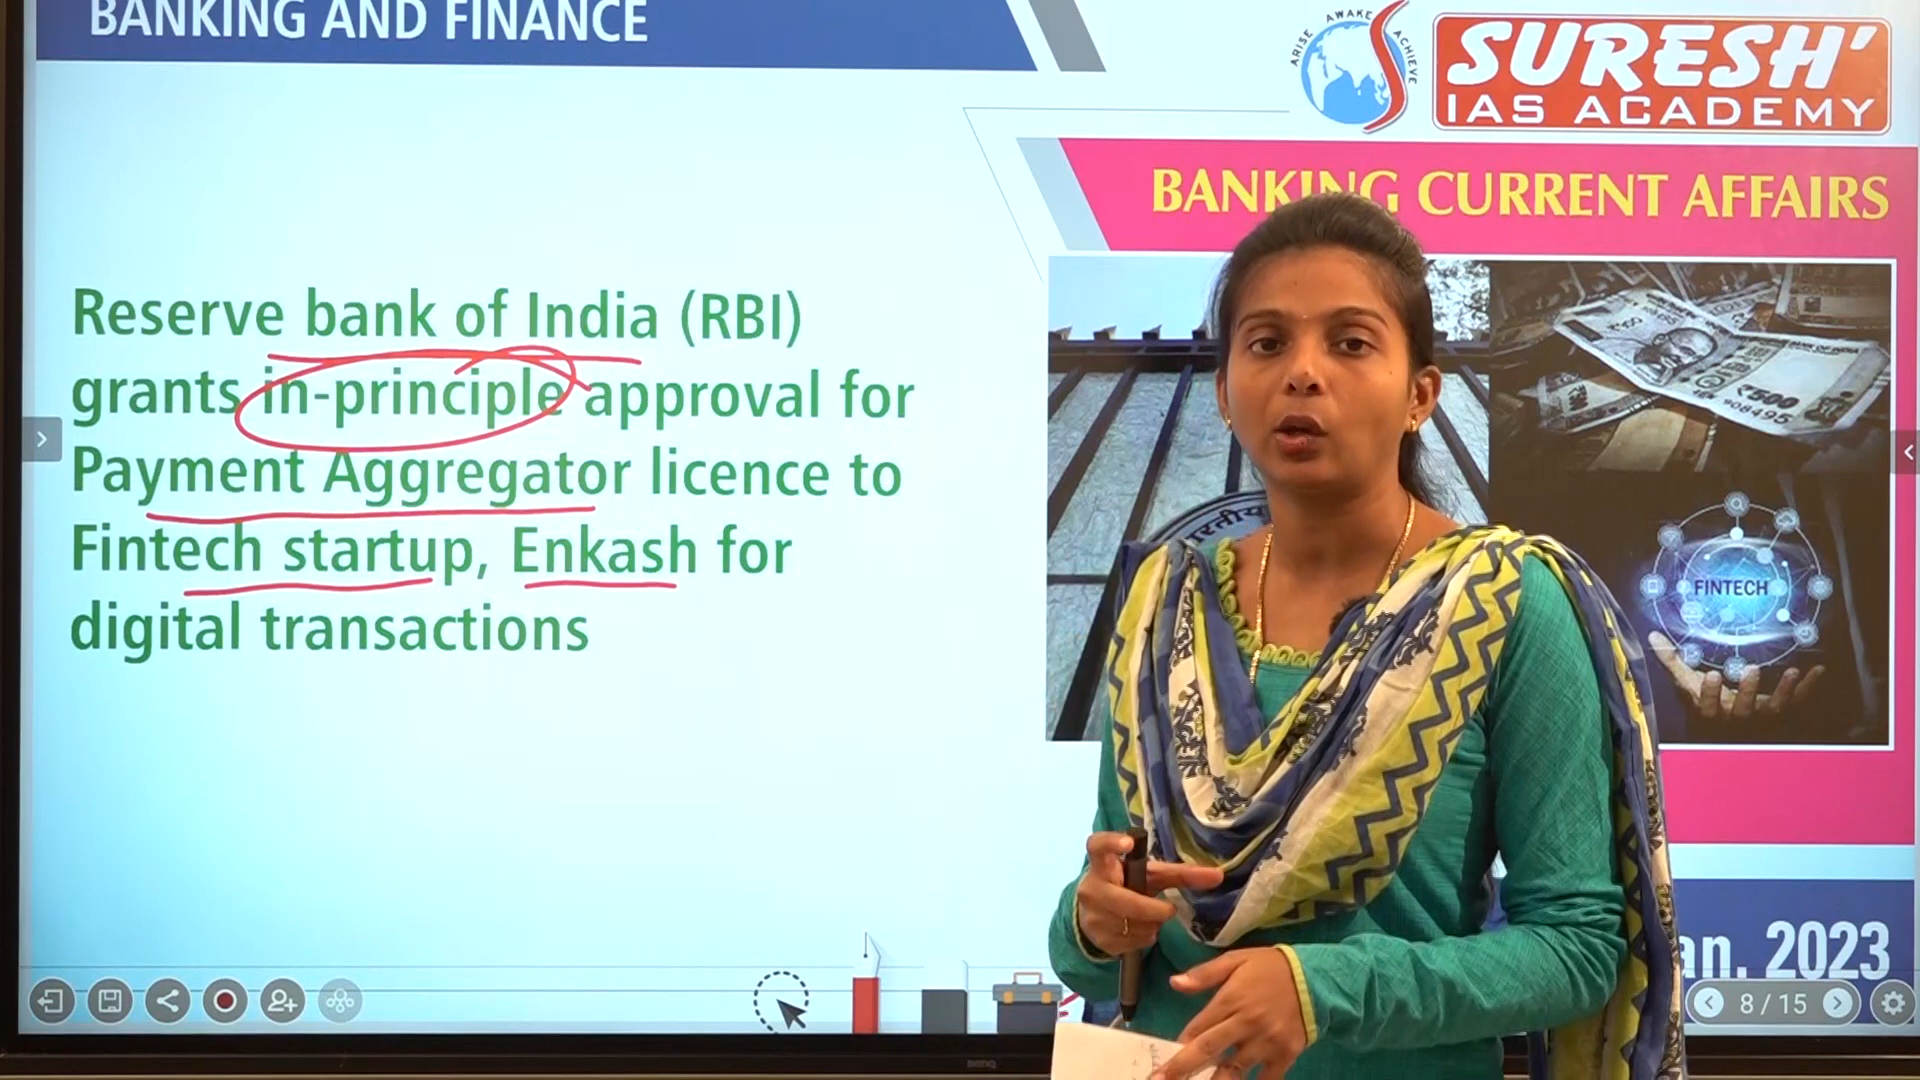 BANKING AND FINANCE
ARISE AWAKE ACHIEVE
SURESH'
IAS ACADEMY
BANKING CURRENT AFFAIRS
Reserve bank of India (RBI)
grants in-principle approval for
Payment Aggregator licence to
Fintech startup, Enkash for
digital transactions
भारतीय
₹500
908495
FINTECH
2023
8 / 15
BenQ